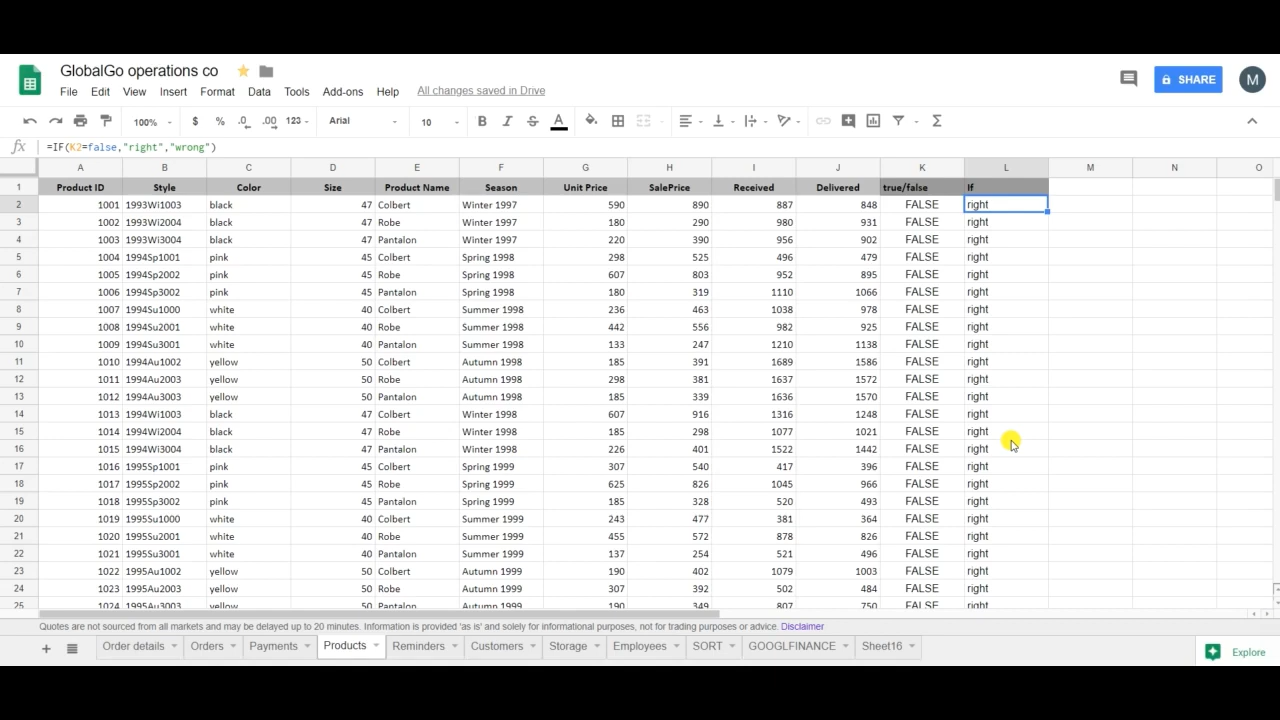 GlobalGo operations co
File Edit View Insert Format Data Tools Add-ons Help All changes saved in Drive
SHARE M
100% $ % .0 .00 123 Arial 10 B I S A
fx =IF(K2=false,"right","wrong")
A B C D E F G H I J K L M N O
1 Product ID Style Color Size Product Name Season Unit Price SalePrice Received Delivered true/false If
2 1001 1993Wi1003 black 47 Colbert Winter 1997 590 890 887 848 FALSE right
3 1002 1993Wi2004 black 47 Robe Winter 1997 180 290 980 931 FALSE right
4 1003 1993Wi3004 black 47 Pantalon Winter 1997 220 390 956 902 FALSE right
5 1004 1994Sp1001 pink 45 Colbert Spring 1998 298 525 496 479 FALSE right
6 1005 1994Sp2002 pink 45 Robe Spring 1998 607 803 952 895 FALSE right
7 1006 1994Sp3002 pink 45 Pantalon Spring 1998 180 319 1110 1066 FALSE right
8 1007 1994Su1000 white 40 Colbert Summer 1998 236 463 1038 978 FALSE right
9 1008 1994Su2001 white 40 Robe Summer 1998 442 556 982 925 FALSE right
10 1009 1994Su3001 white 40 Pantalon Summer 1998 133 247 1210 1138 FALSE right
11 1010 1994Au1002 yellow 50 Colbert Autumn 1998 185 391 1689 1586 FALSE right
12 1011 1994Au2003 yellow 50 Robe Autumn 1998 298 381 1637 1572 FALSE right
13 1012 1994Au3003 yellow 50 Pantalon Autumn 1998 185 339 1636 1570 FALSE right
14 1013 1994Wi1003 black 47 Colbert Winter 1998 607 916 1316 1248 FALSE right
15 1014 1994Wi2004 black 47 Robe Winter 1998 185 298 1077 1021 FALSE right
16 1015 1994Wi3004 black 47 Pantalon Winter 1998 226 401 1522 1442 FALSE right
17 1016 1995Sp1001 pink 45 Colbert Spring 1999 307 540 417 396 FALSE right
18 1017 1995Sp2002 pink 45 Robe Spring 1999 625 826 1045 966 FALSE right
19 1018 1995Sp3002 pink 45 Pantalon Spring 1999 185 328 520 493 FALSE right
20 1019 1995Su1000 white 40 Colbert Summer 1999 243 477 381 364 FALSE right
21 1020 1995Su2001 white 40 Robe Summer 1999 455 572 878 826 FALSE right
22 1021 1995Su3001 white 40 Pantalon Summer 1999 137 254 521 496 FALSE right
23 1022 1995Au1002 yellow 50 Colbert Autumn 1999 190 402 1079 1003 FALSE right
24 1023 1995Au2003 yellow 50 Robe Autumn 1999 307 392 502 484 FALSE right
25 1024 1995Au3003 yellow 50 Pantalon Autumn 1999 190 349 807 750 FALSE right
Quotes are not sourced from all markets and may be delayed up to 20 minutes. Information is provided 'as is' and solely for informational purposes, not for trading purposes or advice. Disclaimer
Order details Orders Payments Products Reminders Customers Storage Employees SORT GOOGLFINANCE Sheet16 Explore